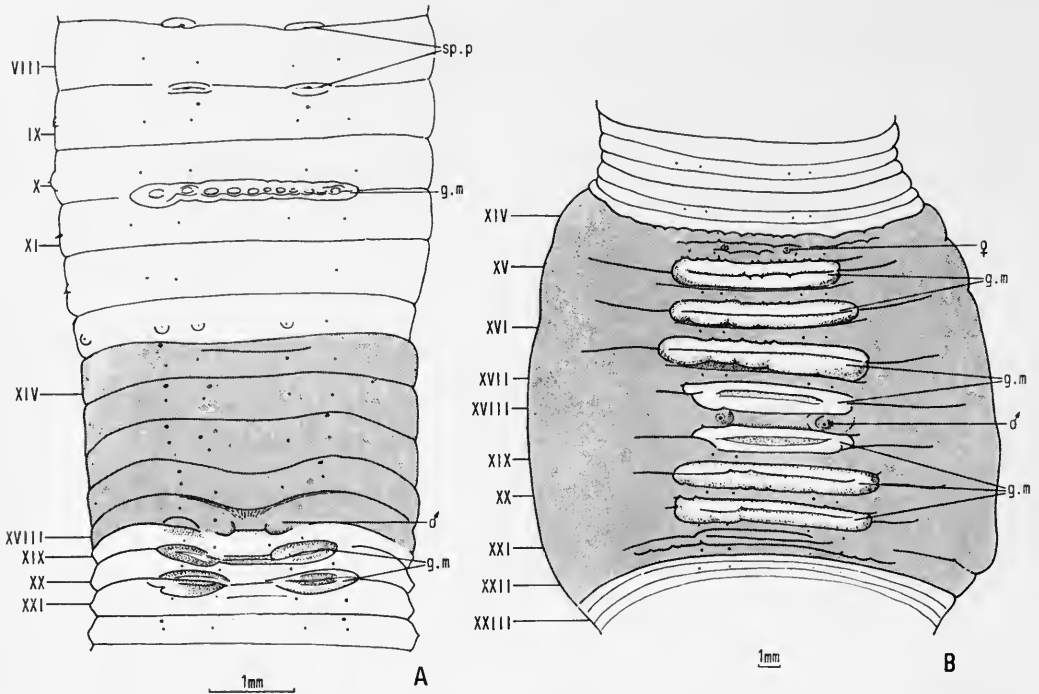 sp.p
VIII
IX
X
g.m
XI
XIV
♂
XVIII
XIX
g.m
XX
XXI
A
1mm
XIV
♀
XV
g.m
XVI
XVII
g.m
XVIII
♂
XIX
g.m
XX
XXI
XXII
XXIII
1mm
B